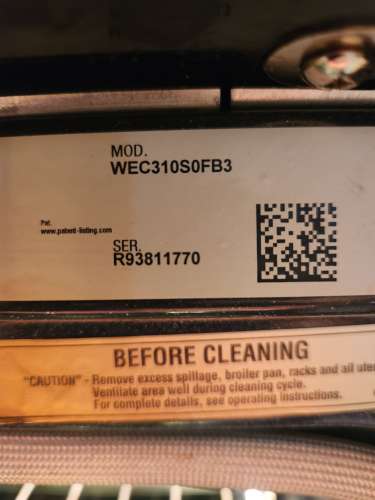 MOD.
WEC310S0FB3
Pat.
www.patent-listing.com
SER.
R93811770
BEFORE CLEANING
"CAUTION" - Remove excess spillage, broiler pan, racks and all
Ventilate area well during cleaning cycle.
For complete details, see operating instructions.